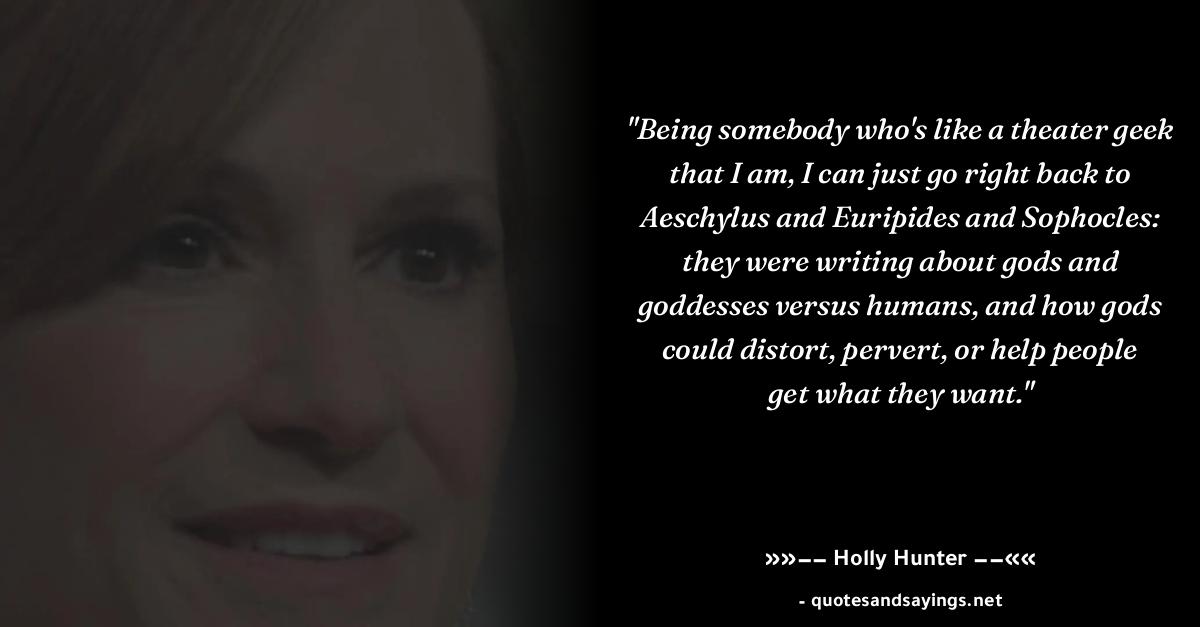 "Being somebody who's like a theater geek
that I am, I can just go right back to
Aeschylus and Euripides and Sophocles:
they were writing about gods and
goddesses versus humans, and how gods
could distort, pervert, or help people
get what they want."
»»−− Holly Hunter −−««
- quotesandsayings.net